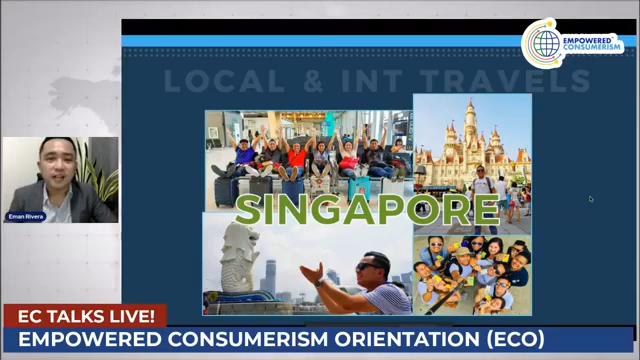 EMPOWERED
CONSUMERISM
LOCAL & INT TRAVELS
SINGAPORE
Eman Rivera
EC TALKS LIVE!
EMPOWERED CONSUMERISM ORIENTATION (ECO)